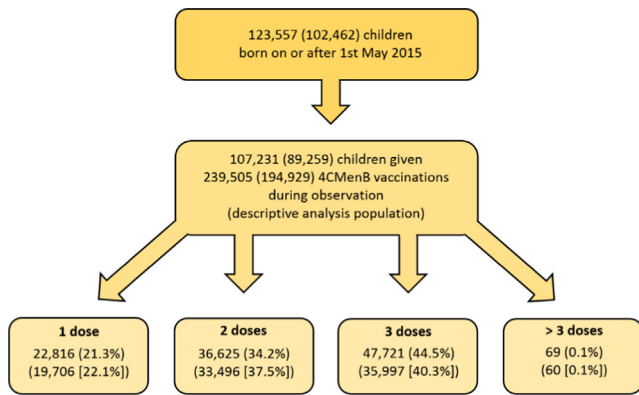 123,557 (102,462) children
born on or after 1st May 2015
107,231 (89,259) children given
239,505 (194,929) 4CMenB vaccinations
during observation
(descriptive analysis population)
1 dose
22,816 (21.3%)
(19,706 [22.1%])
2 doses
36,625 (34.2%)
(33,496 [37.5%])
3 doses
47,721 (44.5%)
(35,997 [40.3%])
> 3 doses
69 (0.1%)
(60 [0.1%])